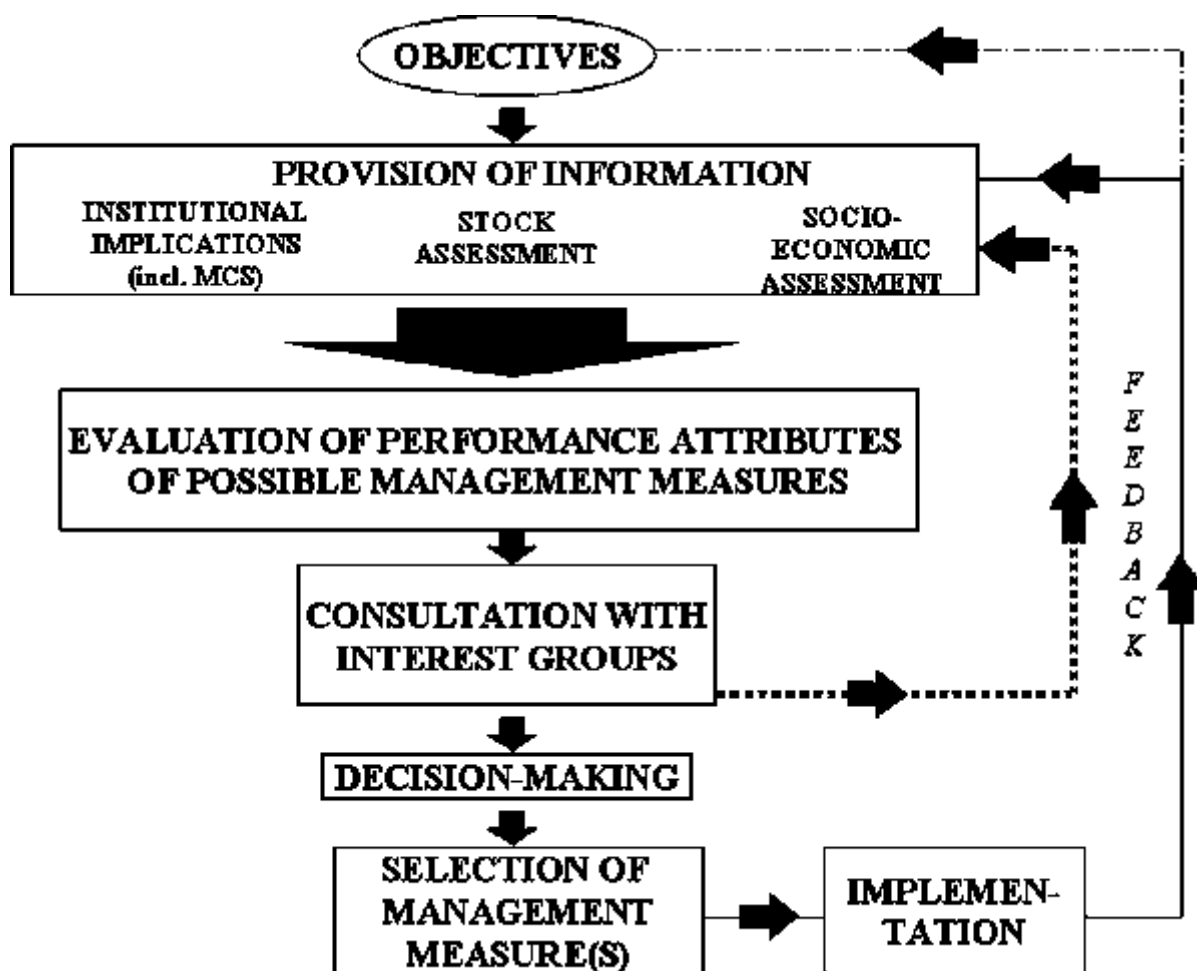 OBJECTIVES
PROVISION OF INFORMATION
INSTITUTIONAL
IMPLICATIONS
(incl. MCS)
STOCK
ASSESSMENT
SOCIO-
ECONOMIC
ASSESSMENT
EVALUATION OF PERFORMANCE ATTRIBUTES
OF POSSIBLE MANAGEMENT MEASURES
CONSULTATION WITH
INTEREST GROUPS
DECISION-MAKING
SELECTION OF
MANAGEMENT
MEASURE(S)
IMPLEMEN-
TATION
FEEDBACK